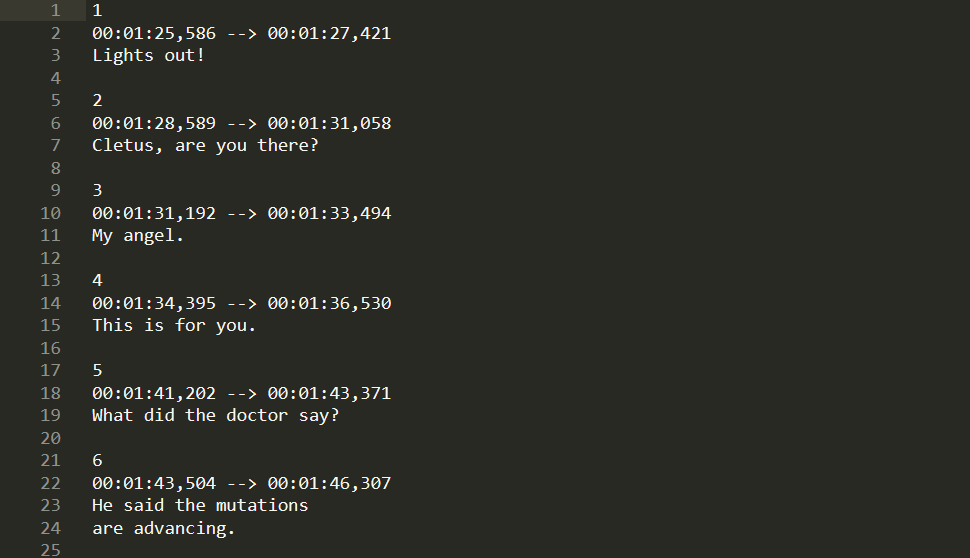 1 1
2 00:01:25,586 --> 00:01:27,421
3 Lights out!
4
5 2
6 00:01:28,589 --> 00:01:31,058
7 Cletus, are you there?
8
9 3
10 00:01:31,192 --> 00:01:33,494
11 My angel.
12
13 4
14 00:01:34,395 --> 00:01:36,530
15 This is for you.
16
17 5
18 00:01:41,202 --> 00:01:43,371
19 What did the doctor say?
20
21 6
22 00:01:43,504 --> 00:01:46,307
23 He said the mutations
24 are advancing.
25